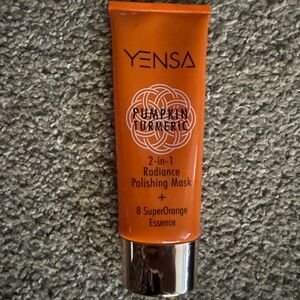 YENSA
PUMPKIN
TURMERIC
2-in-1
Radiance
Polishing Mask
+
8 SuperOrange
Essence